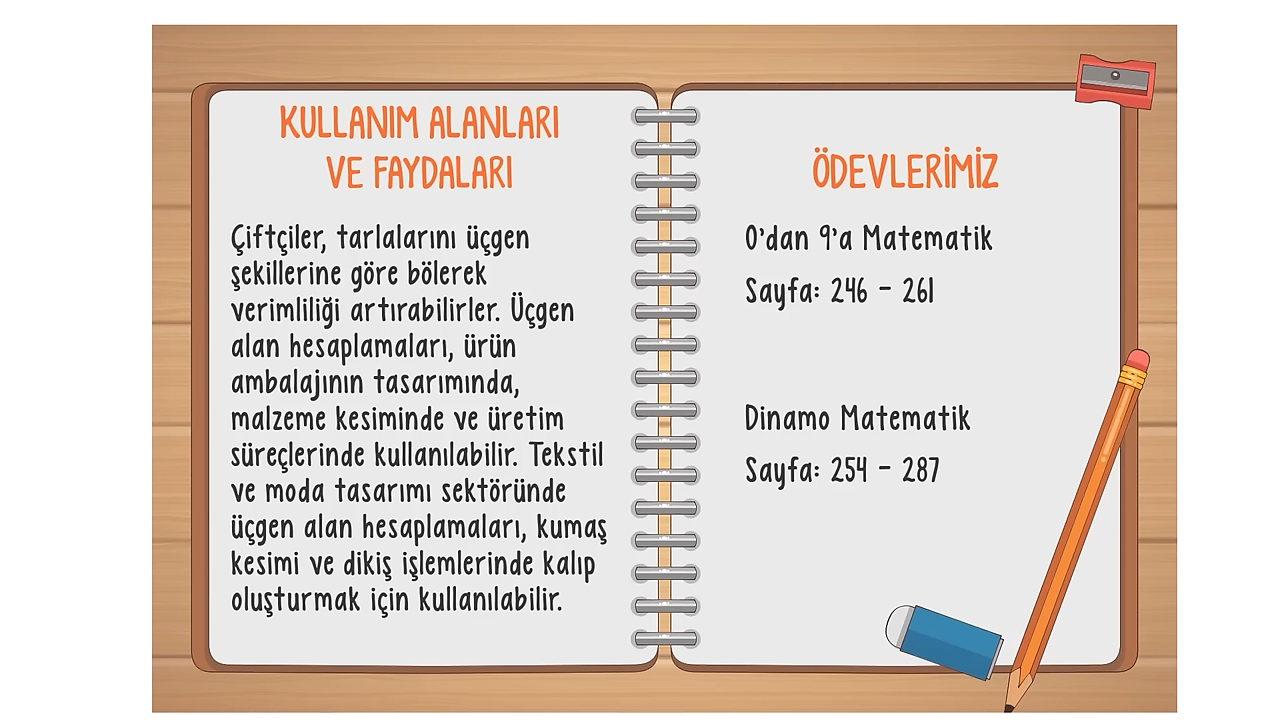 KULLANIM ALANLARI
VE FAYDALARI
Çiftçiler, tarlalarını üçgen
şekillerine göre bölerek
verimliliği artırabilirler. Üçgen
alan hesaplamaları, ürün
ambalajının tasarımında,
malzeme kesiminde ve üretim
süreçlerinde kullanılabilir. Tekstil
ve moda tasarımı sektöründe
üçgen alan hesaplamaları, kumaş
kesimi ve dikiş işlemlerinde kalıp
oluşturmak için kullanılabilir.
ÖDEVLERİMİZ
0'dan 9'a Matematik
Sayfa: 246 - 261
Dinamo Matematik
Sayfa: 254 - 287